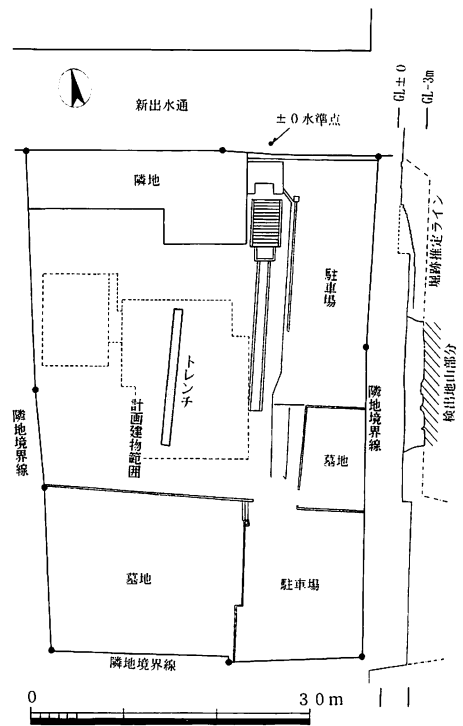 新出水通
±0水準点
GL±0
GL-3m
隣地
堀跡推定ライン
駐車場
トレンチ
検出地山部分
計画建物範囲
隣地境界線
隣地境界線
墓地
墓地
駐車場
隣地境界線
0
30m